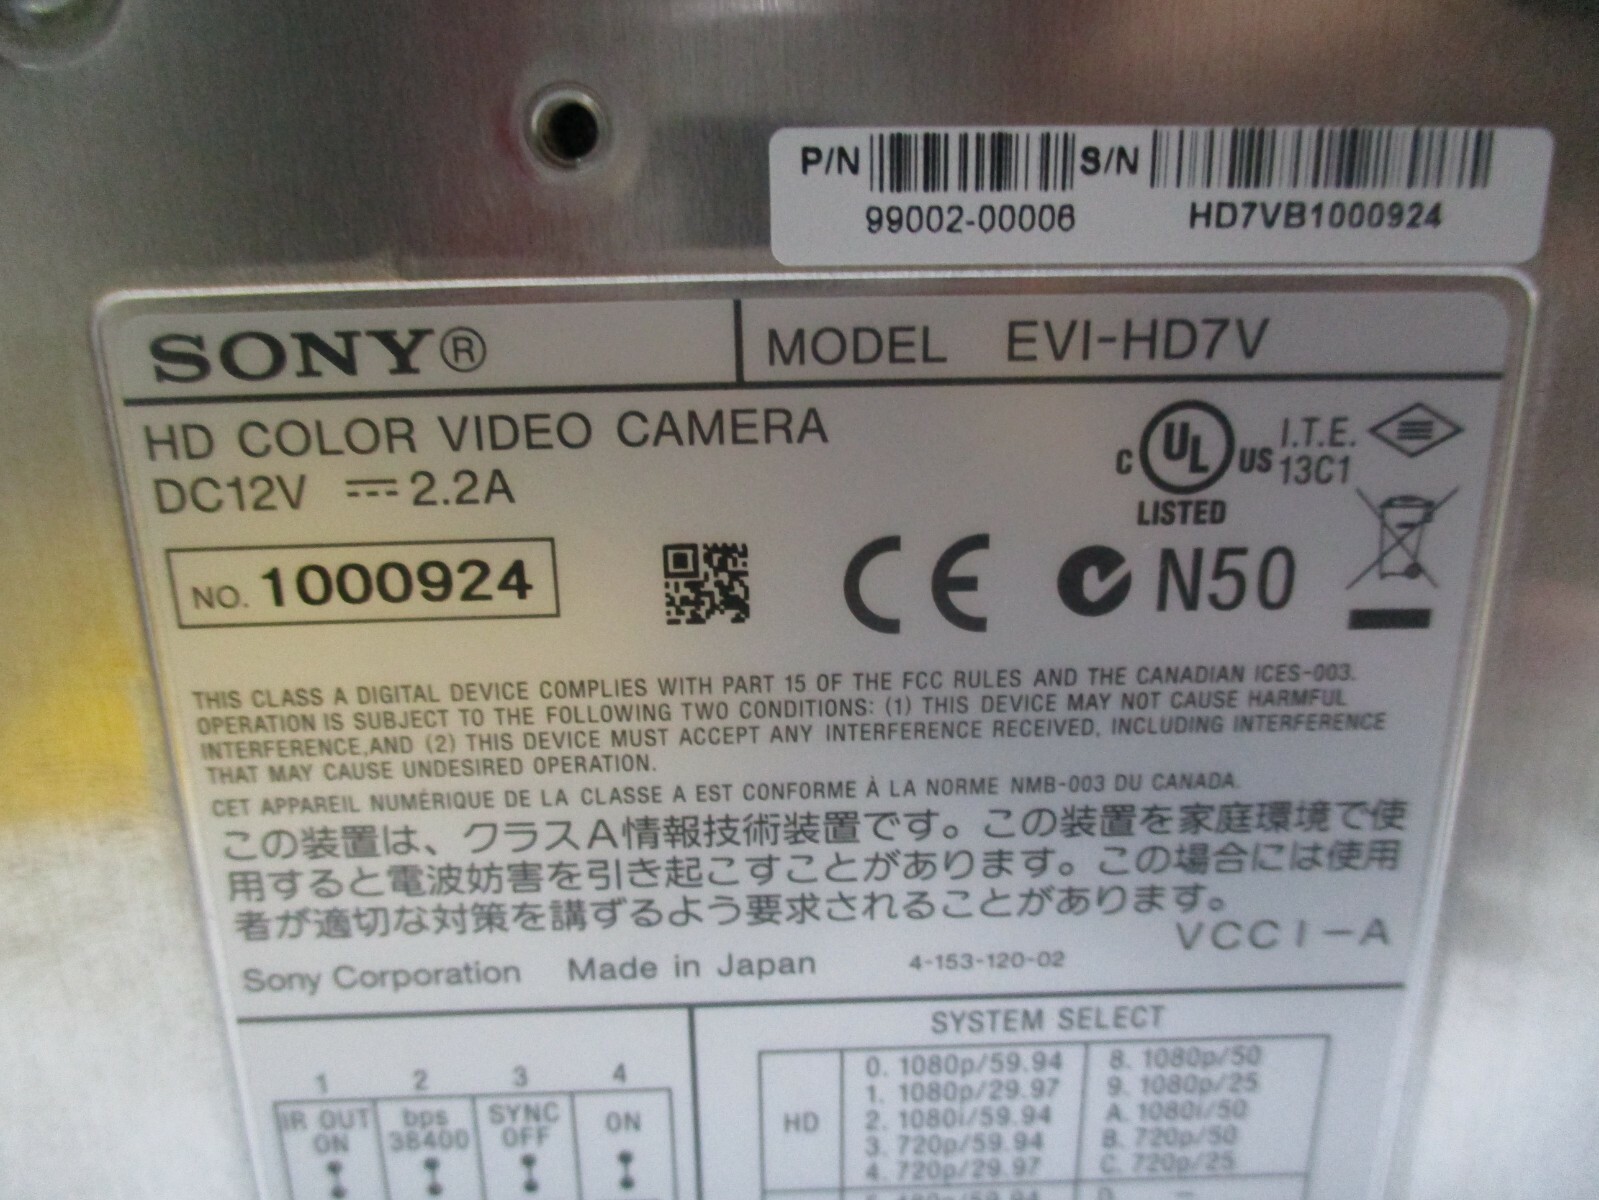 P/N S/N
99002-00006 HD7VB1000924
SONY® MODEL EVI-HD7V
HD COLOR VIDEO CAMERA
DC12V ⎓ 2.2A
C UL US I.T.E. 13C1
LISTED
NO. 1000924
CE N50
THIS CLASS A DIGITAL DEVICE COMPLIES WITH PART 15 OF THE FCC RULES AND THE CANADIAN ICES-003.
OPERATION IS SUBJECT TO THE FOLLOWING TWO CONDITIONS: (1) THIS DEVICE MAY NOT CAUSE HARMFUL
INTERFERENCE,AND (2) THIS DEVICE MUST ACCEPT ANY INTERFERENCE RECEIVED, INCLUDING INTERFERENCE
THAT MAY CAUSE UNDESIRED OPERATION.
CET APPAREIL NUMÉRIQUE DE LA CLASSE A EST CONFORME À LA NORME NMB-003 DU CANADA.
この装置は、クラスA情報技術装置です。この装置を家庭環境で使
用すると電波妨害を引き起こすことがあります。この場合には使用
者が適切な対策を講ずるよう要求されることがあります。
VCCI-A
Sony Corporation Made in Japan 4-153-120-02
1 2 3 4
IR OUT bps SYNC ON
ON 38400 OFF
SYSTEM SELECT
HD
0. 1080p/59.94 8. 1080p/50
1. 1080p/29.97 9. 1080p/25
2. 1080i/59.94 A. 1080i/50
3. 720p/59.94 B. 720p/50
4. 720p/29.97 C. 720p/25